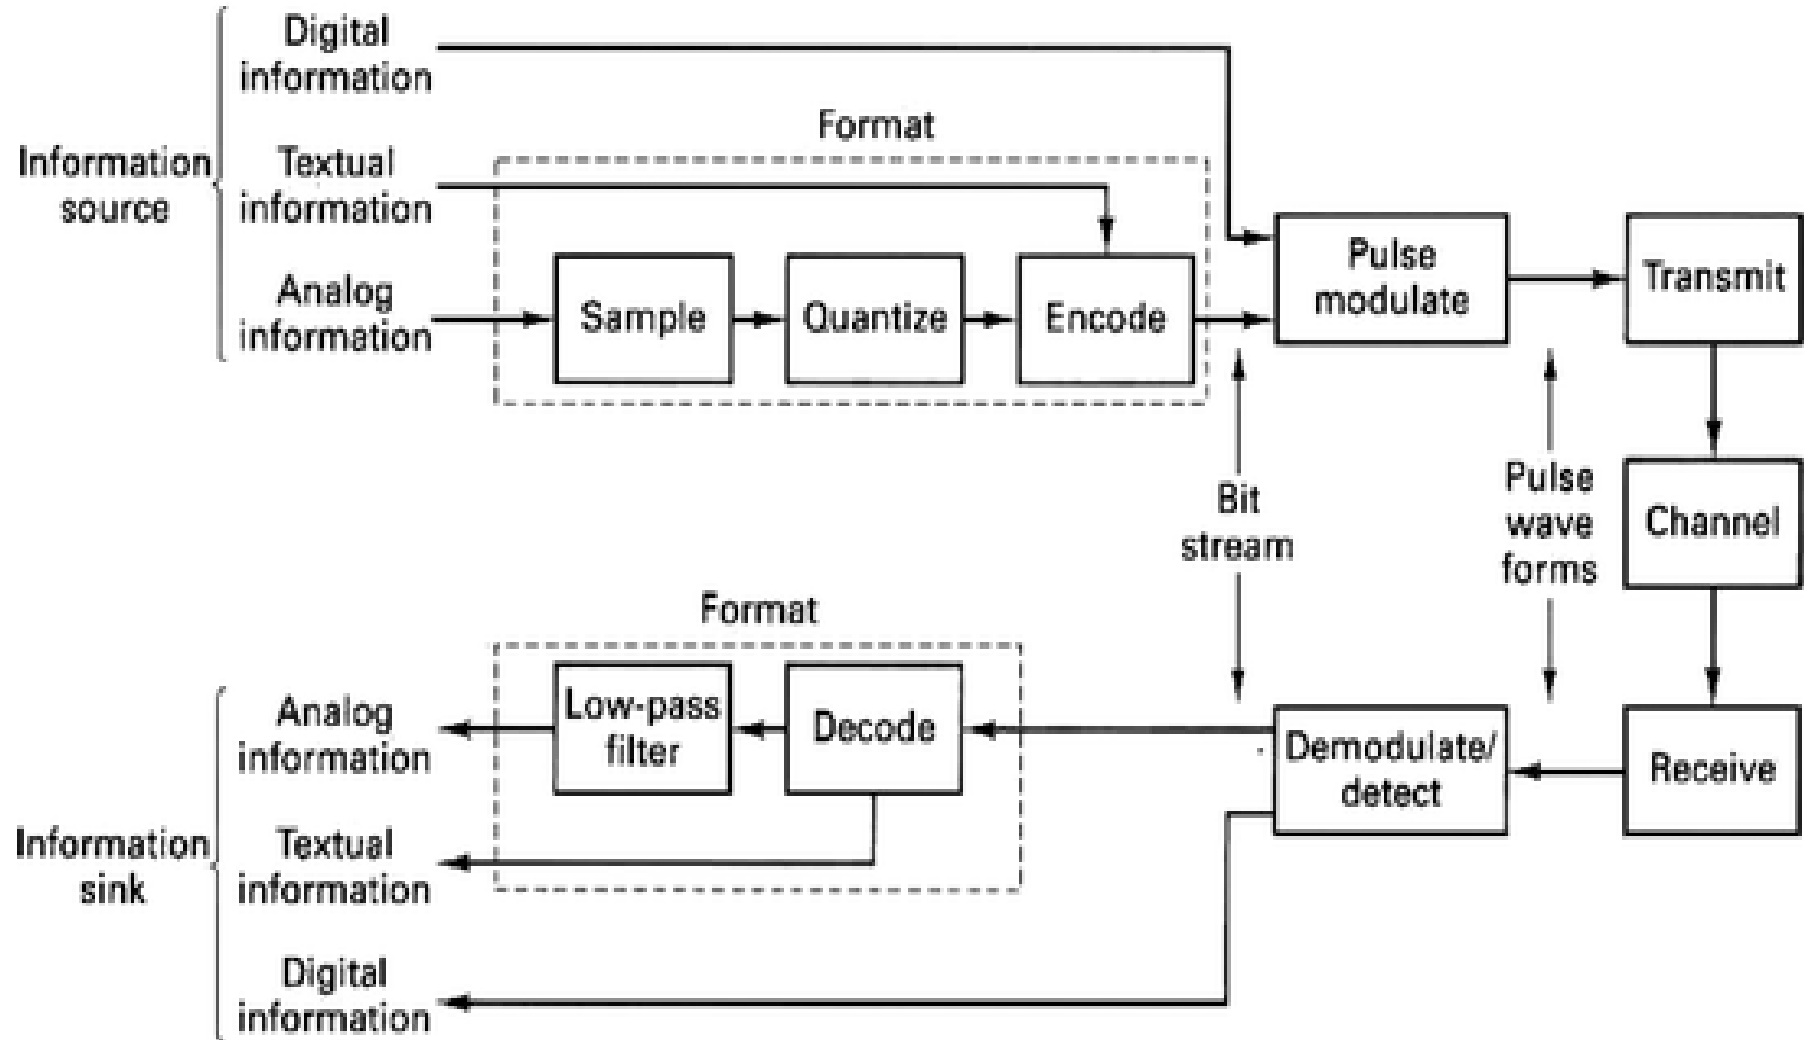 Digital
information
Format
Information
source
Textual
information
Analog
information
Sample
Quantize
Encode
Pulse
modulate
Transmit
Bit
stream
Pulse
wave
forms
Channel
Format
Analog
information
Low-pass
filter
Decode
Demodulate/
detect
Receive
Information
sink
Textual
information
Digital
information